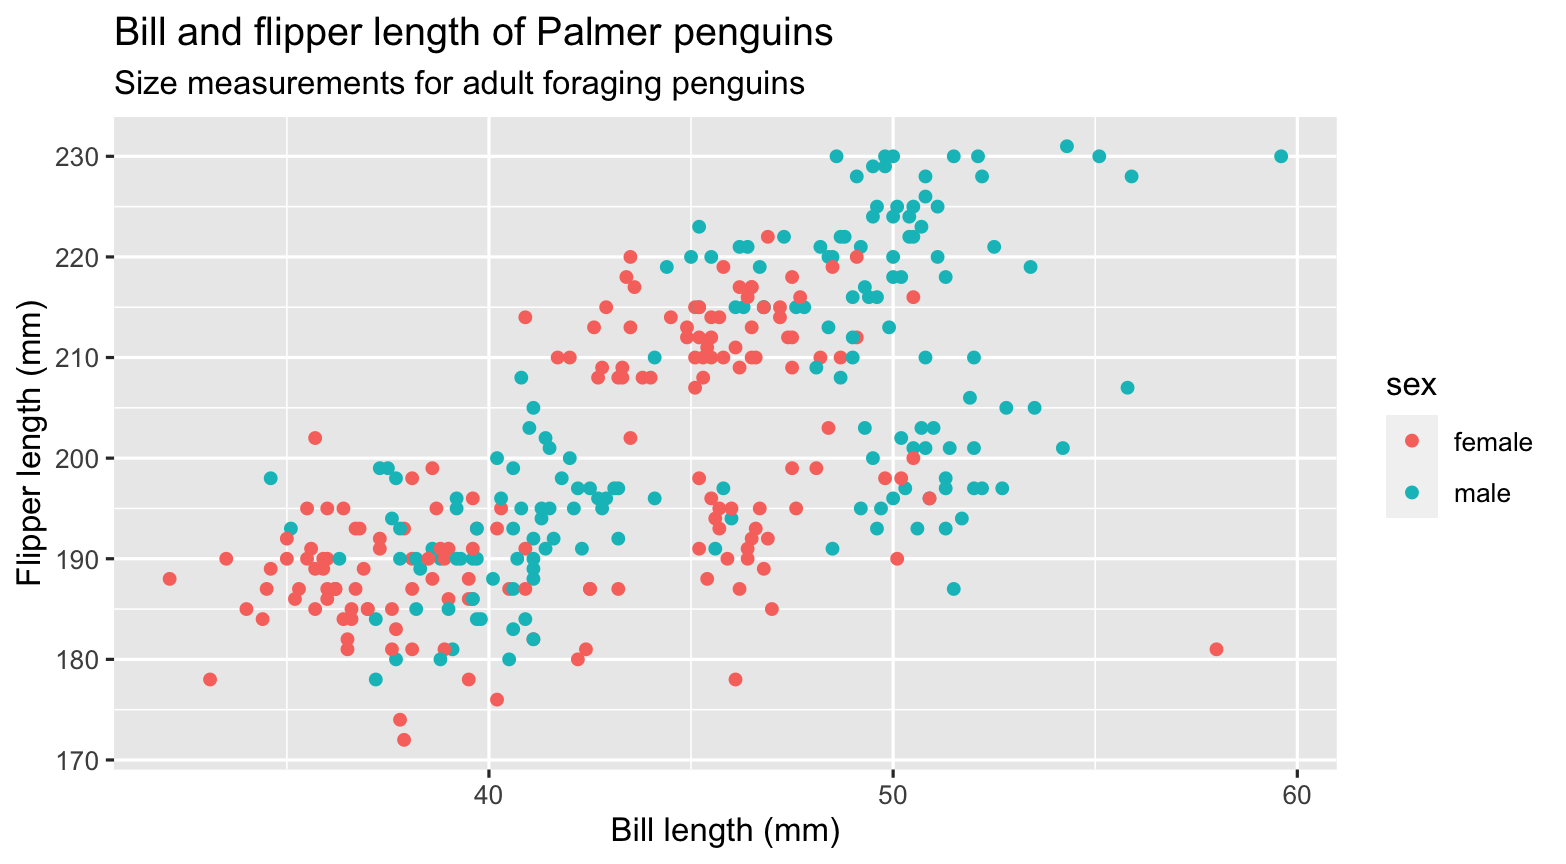 Bill and flipper length of Palmer penguins
Size measurements for adult foraging penguins
230
220
210
200
190
180
170
Flipper length (mm)
40
50
60
Bill length (mm)
sex
female
male